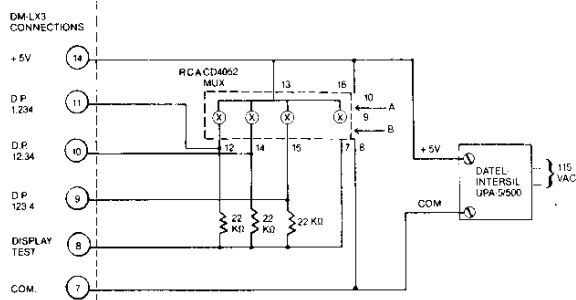 DM-LX3
CONNECTIONS
+ 5V
14
RCA CD4052
MUX
13
16
D.P.
1.234
11
X
X
X
X
10
A
9
B
12
14
15
7
8
D.P.
12.34
10
+ 5V
DATEL-
INTERSIL
UPA-5/500
115
VAC
D.P.
123.4
9
COM
22
KΩ
22
KΩ
22 KΩ
DISPLAY
TEST
8
COM.
7